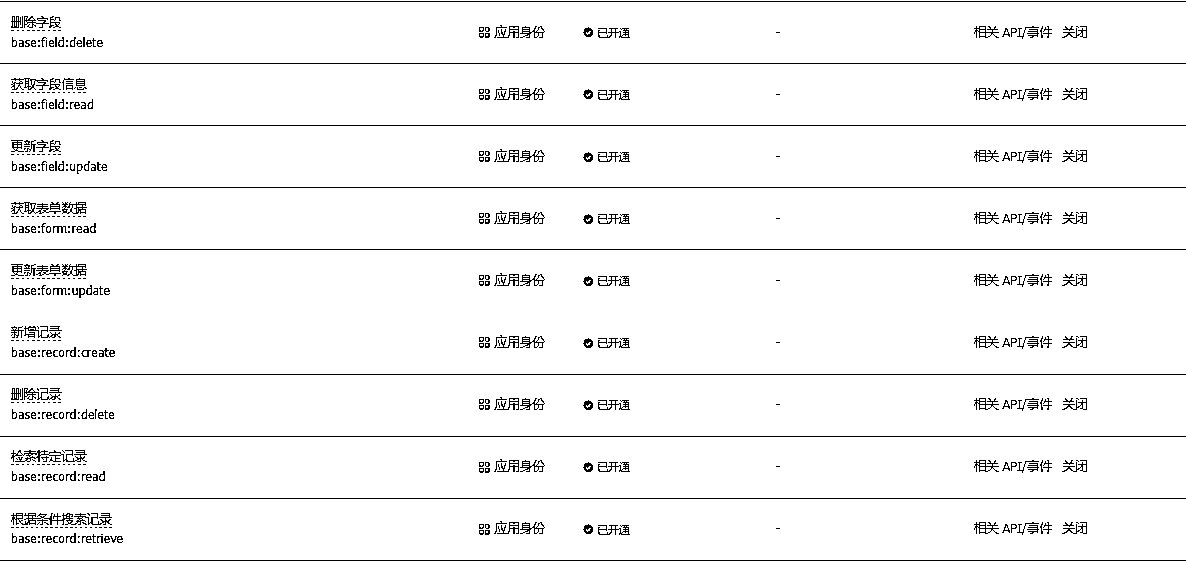 删除字段
base:field:delete
应用身份 已开通 - 相关 API/事件 关闭
获取字段信息
base:field:read
应用身份 已开通 - 相关 API/事件 关闭
更新字段
base:field:update
应用身份 已开通 - 相关 API/事件 关闭
获取表单数据
base:form:read
应用身份 已开通 - 相关 API/事件 关闭
更新表单数据
base:form:update
应用身份 已开通 - 相关 API/事件 关闭
新增记录
base:record:create
应用身份 已开通 - 相关 API/事件 关闭
删除记录
base:record:delete
应用身份 已开通 - 相关 API/事件 关闭
检索特定记录
base:record:read
应用身份 已开通 - 相关 API/事件 关闭
根据条件搜索记录
base:record:retrieve
应用身份 已开通 - 相关 API/事件 关闭